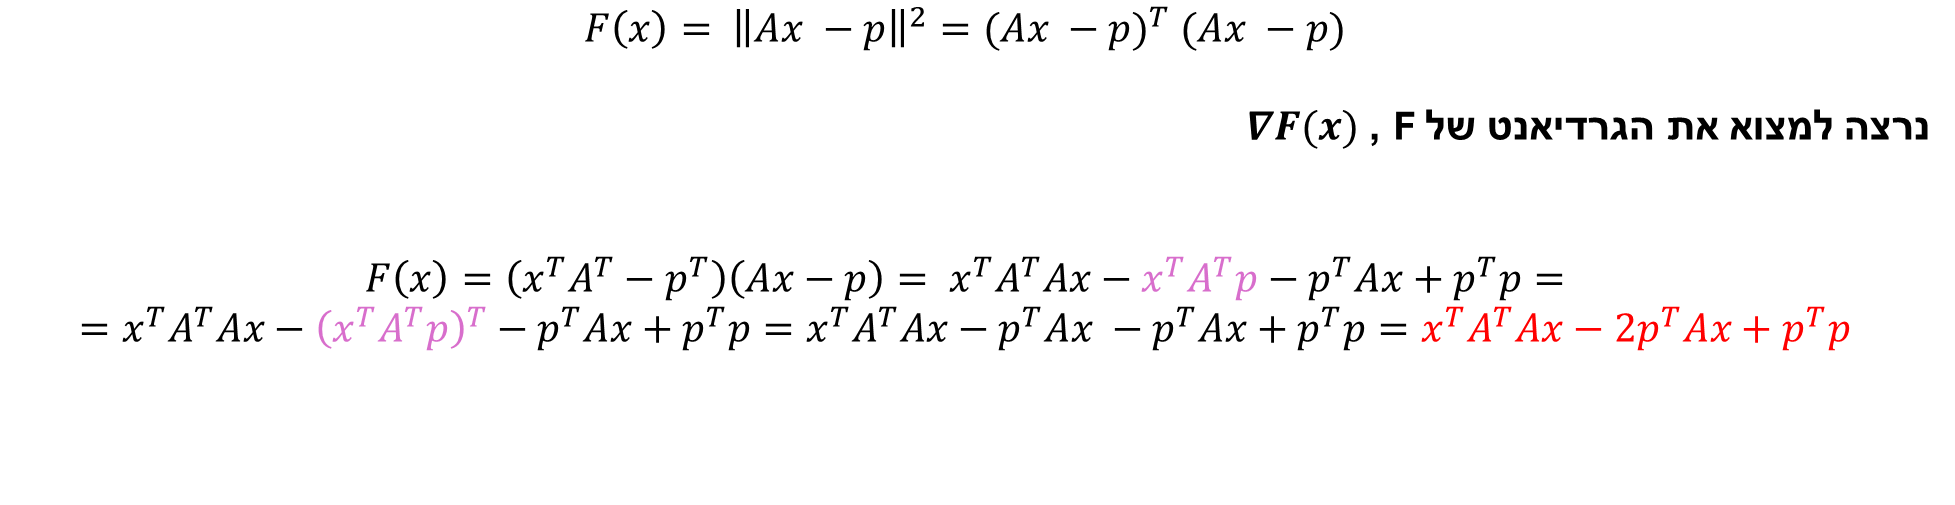 F(x) = ‖Ax − p‖² = (Ax − p)ᵀ (Ax − p)
נרצה למצוא את הגרדיאנט של F , ∇F(x)
F(x) = (xᵀAᵀ − pᵀ)(Ax − p) = xᵀAᵀAx − xᵀAᵀp − pᵀAx + pᵀp =
= xᵀAᵀAx − (xᵀAᵀp)ᵀ − pᵀAx + pᵀp = xᵀAᵀAx − pᵀAx − pᵀAx + pᵀp = xᵀAᵀAx − 2pᵀAx + pᵀp